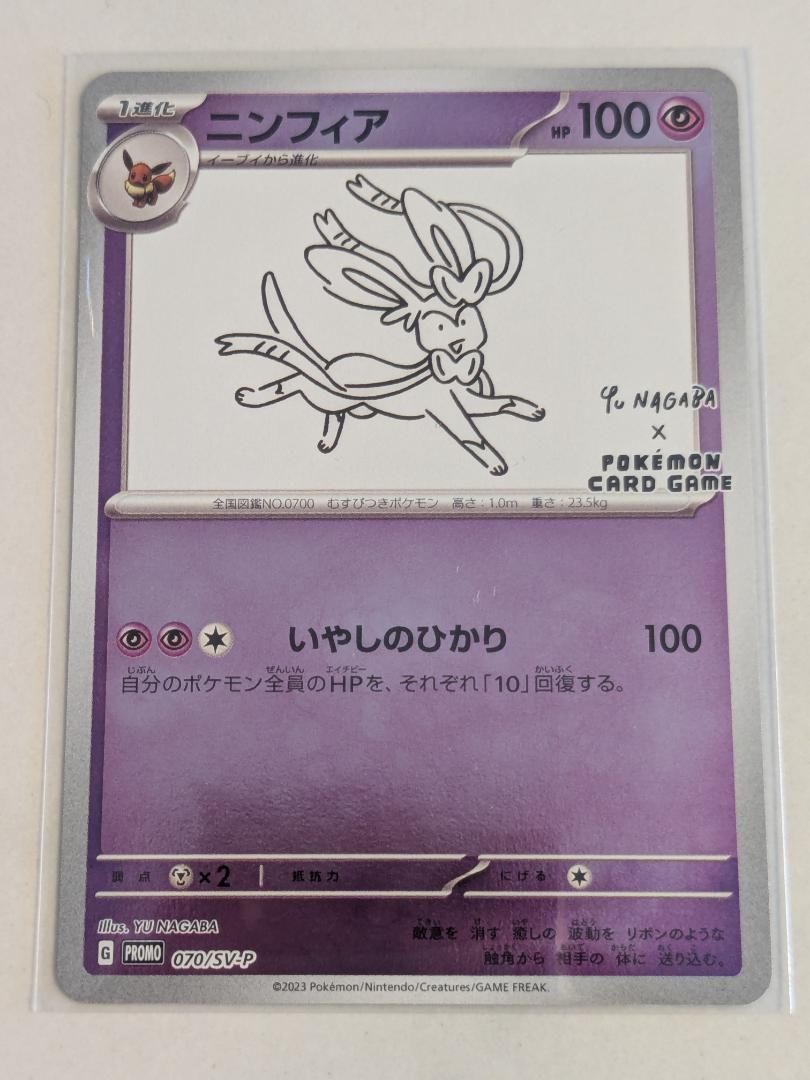 1進化
ニンフィア
HP 100
イーブイから進化
Yu NAGABA
×
POKÉMON
CARD GAME
全国図鑑NO.0700 むすびつきポケモン 高さ:1.0m 重さ:23.5kg
いやしのひかり 100
自分のポケモン全員のHPを、それぞれ「10」回復する。
弱点 ×2 抵抗力 にげる
Illus. YU NAGABA
敵意を 消す 癒しの 波動を リボンのような
触角から 相手の 体に 送り込む。
G PROMO 070/SV-P
©2023 Pokémon/Nintendo/Creatures/GAME FREAK.